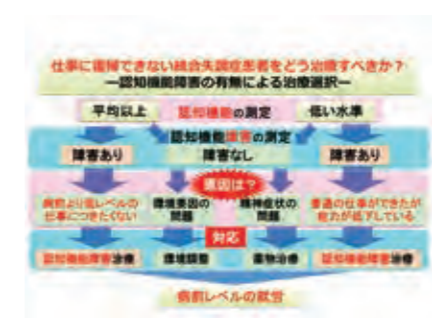 仕事に復帰できない統合失調症患者をどう治療すべきか？
ー認知機能障害の有無による治療選択ー
平均以上 認知機能の測定 低い水準
認知機能障害の測定
障害あり 障害なし 障害あり
原因は？
病前より低レベルの 環境要因の 精神症状の 普通の仕事ができたが
仕事につきたくない 問題 問題 能力が低下している
対応
認知機能障害治療 環境調整 薬物治療 認知機能障害治療
病前レベルの就労